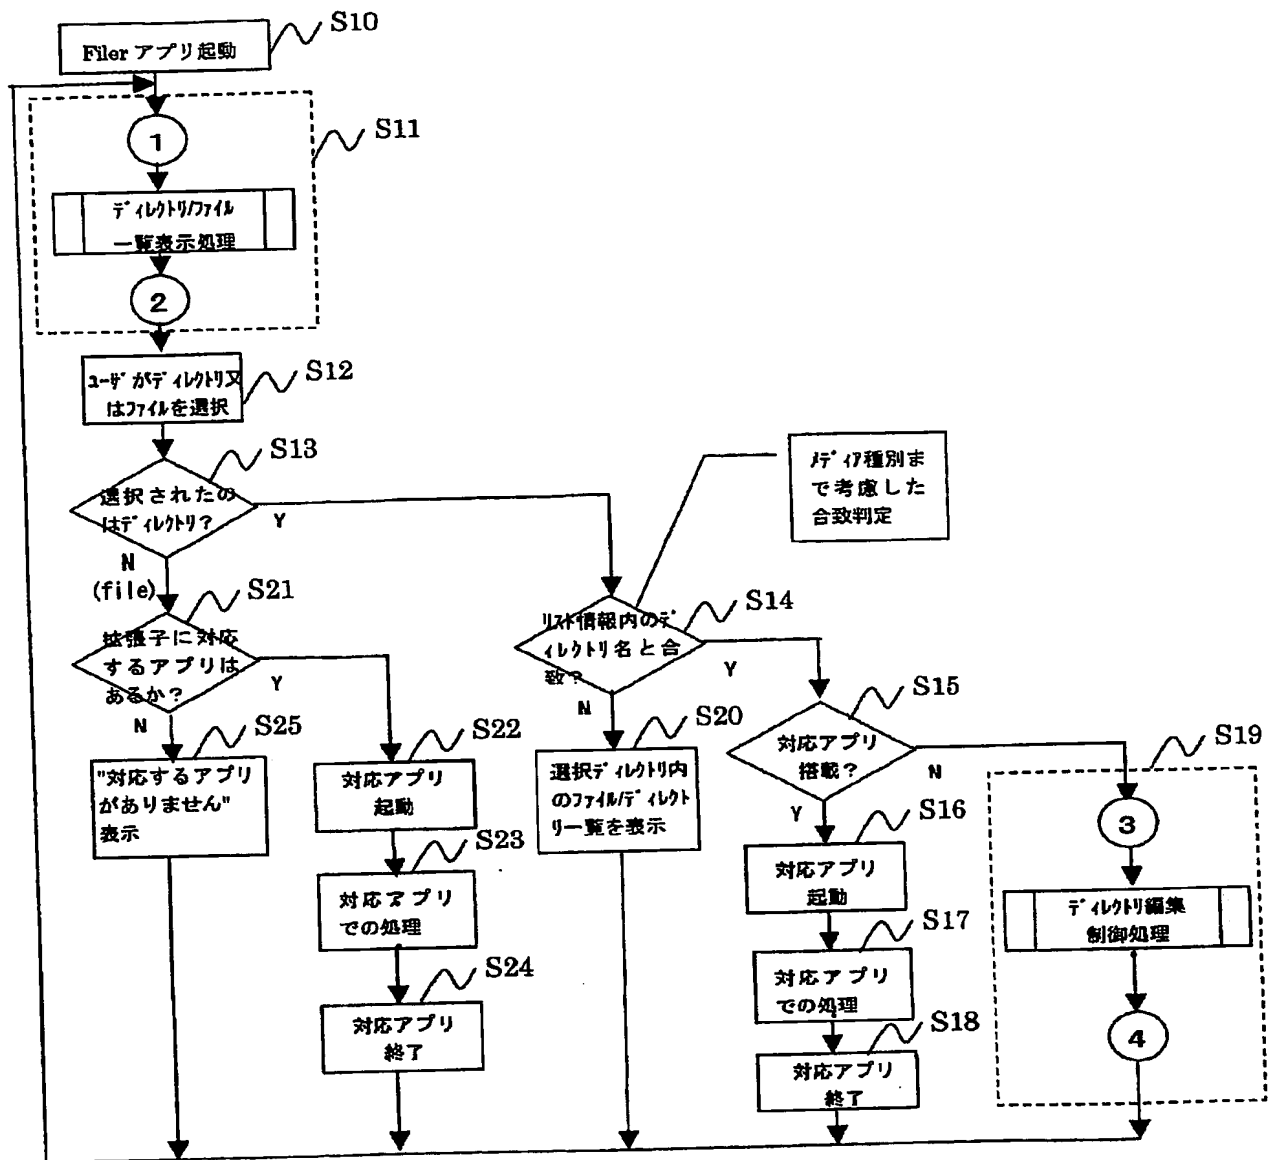 S10
Filer アプリ起動
S11
1
ディレクトリ/ファイル
一覧表示処理
2
S12
ユーザがディレクトリ又
はファイルを選択
S13
選択されたの
はディレクトリ？
Y
N
(file)
メディア種別ま
で考慮した
合致判定
S14
リスト情報内のデ
ィレクトリ名と合
致？
Y
N
S21
拡張子に対応
するアプリは
あるか？
Y
N
S15
対応アプリ
搭載？
N
Y
S25
"対応するアプリ
がありません"
表示
S22
対応アプリ
起動
S23
対応アプリ
での処理
S24
対応アプリ
終了
S20
選択ディレクトリ内
のファイル/ディレクト
リ一覧を表示
S16
対応アプリ
起動
S17
対応アプリ
での処理
S18
対応アプリ
終了
S19
3
ディレクトリ編集
制御処理
4